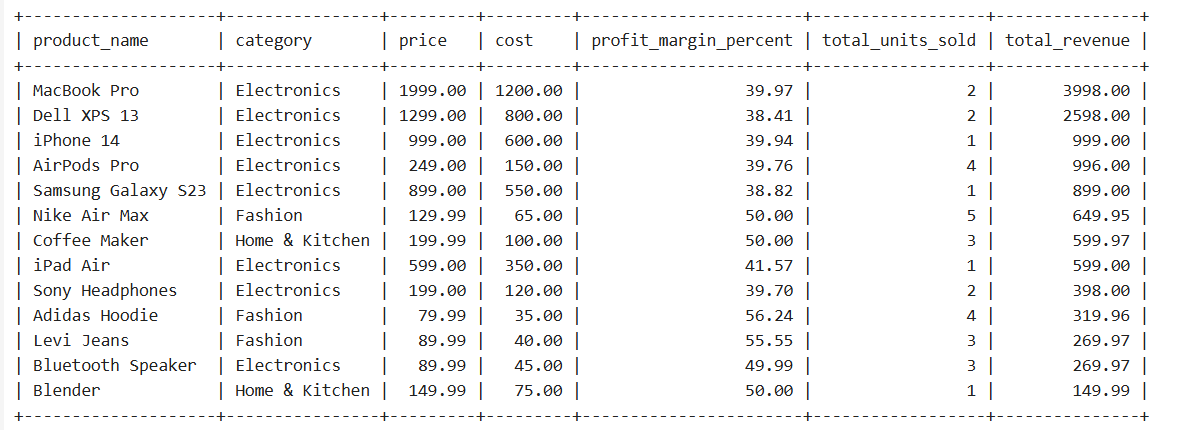 +--------------------+----------------+---------+---------+-----------------------+------------------+---------------+
| product_name       | category       | price   | cost    | profit_margin_percent | total_units_sold | total_revenue |
+--------------------+----------------+---------+---------+-----------------------+------------------+---------------+
| MacBook Pro        | Electronics    | 1999.00 | 1200.00 |                 39.97 |                2 |       3998.00 |
| Dell XPS 13        | Electronics    | 1299.00 |  800.00 |                 38.41 |                2 |       2598.00 |
| iPhone 14          | Electronics    |  999.00 |  600.00 |                 39.94 |                1 |        999.00 |
| AirPods Pro        | Electronics    |  249.00 |  150.00 |                 39.76 |                4 |        996.00 |
| Samsung Galaxy S23 | Electronics    |  899.00 |  550.00 |                 38.82 |                1 |        899.00 |
| Nike Air Max       | Fashion        |  129.99 |   65.00 |                 50.00 |                5 |        649.95 |
| Coffee Maker       | Home & Kitchen |  199.99 |  100.00 |                 50.00 |                3 |        599.97 |
| iPad Air           | Electronics    |  599.00 |  350.00 |                 41.57 |                1 |        599.00 |
| Sony Headphones    | Electronics    |  199.00 |  120.00 |                 39.70 |                2 |        398.00 |
| Adidas Hoodie      | Fashion        |   79.99 |   35.00 |                 56.24 |                4 |        319.96 |
| Levi Jeans         | Fashion        |   89.99 |   40.00 |                 55.55 |                3 |        269.97 |
| Bluetooth Speaker  | Electronics    |   89.99 |   45.00 |                 49.99 |                3 |        269.97 |
| Blender            | Home & Kitchen |  149.99 |   75.00 |                 50.00 |                1 |        149.99 |
+--------------------+----------------+---------+---------+-----------------------+------------------+---------------+